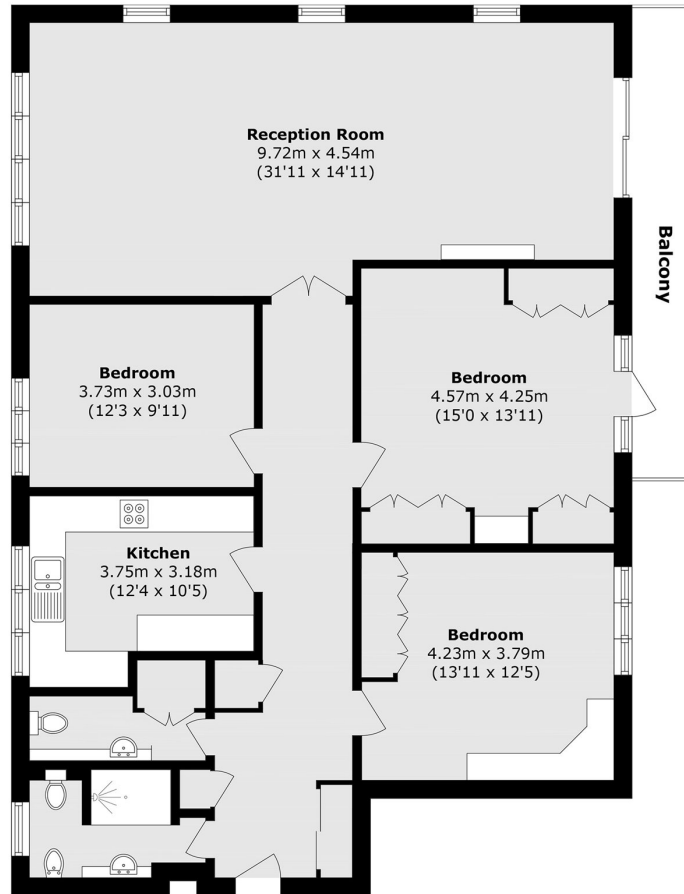 Reception Room
9.72m x 4.54m
(31'11 x 14'11)
Balcony
Bedroom
3.73m x 3.03m
(12'3 x 9'11)
Bedroom
4.57m x 4.25m
(15'0 x 13'11)
Kitchen
3.75m x 3.18m
(12'4 x 10'5)
Bedroom
4.23m x 3.79m
(13'11 x 12'5)